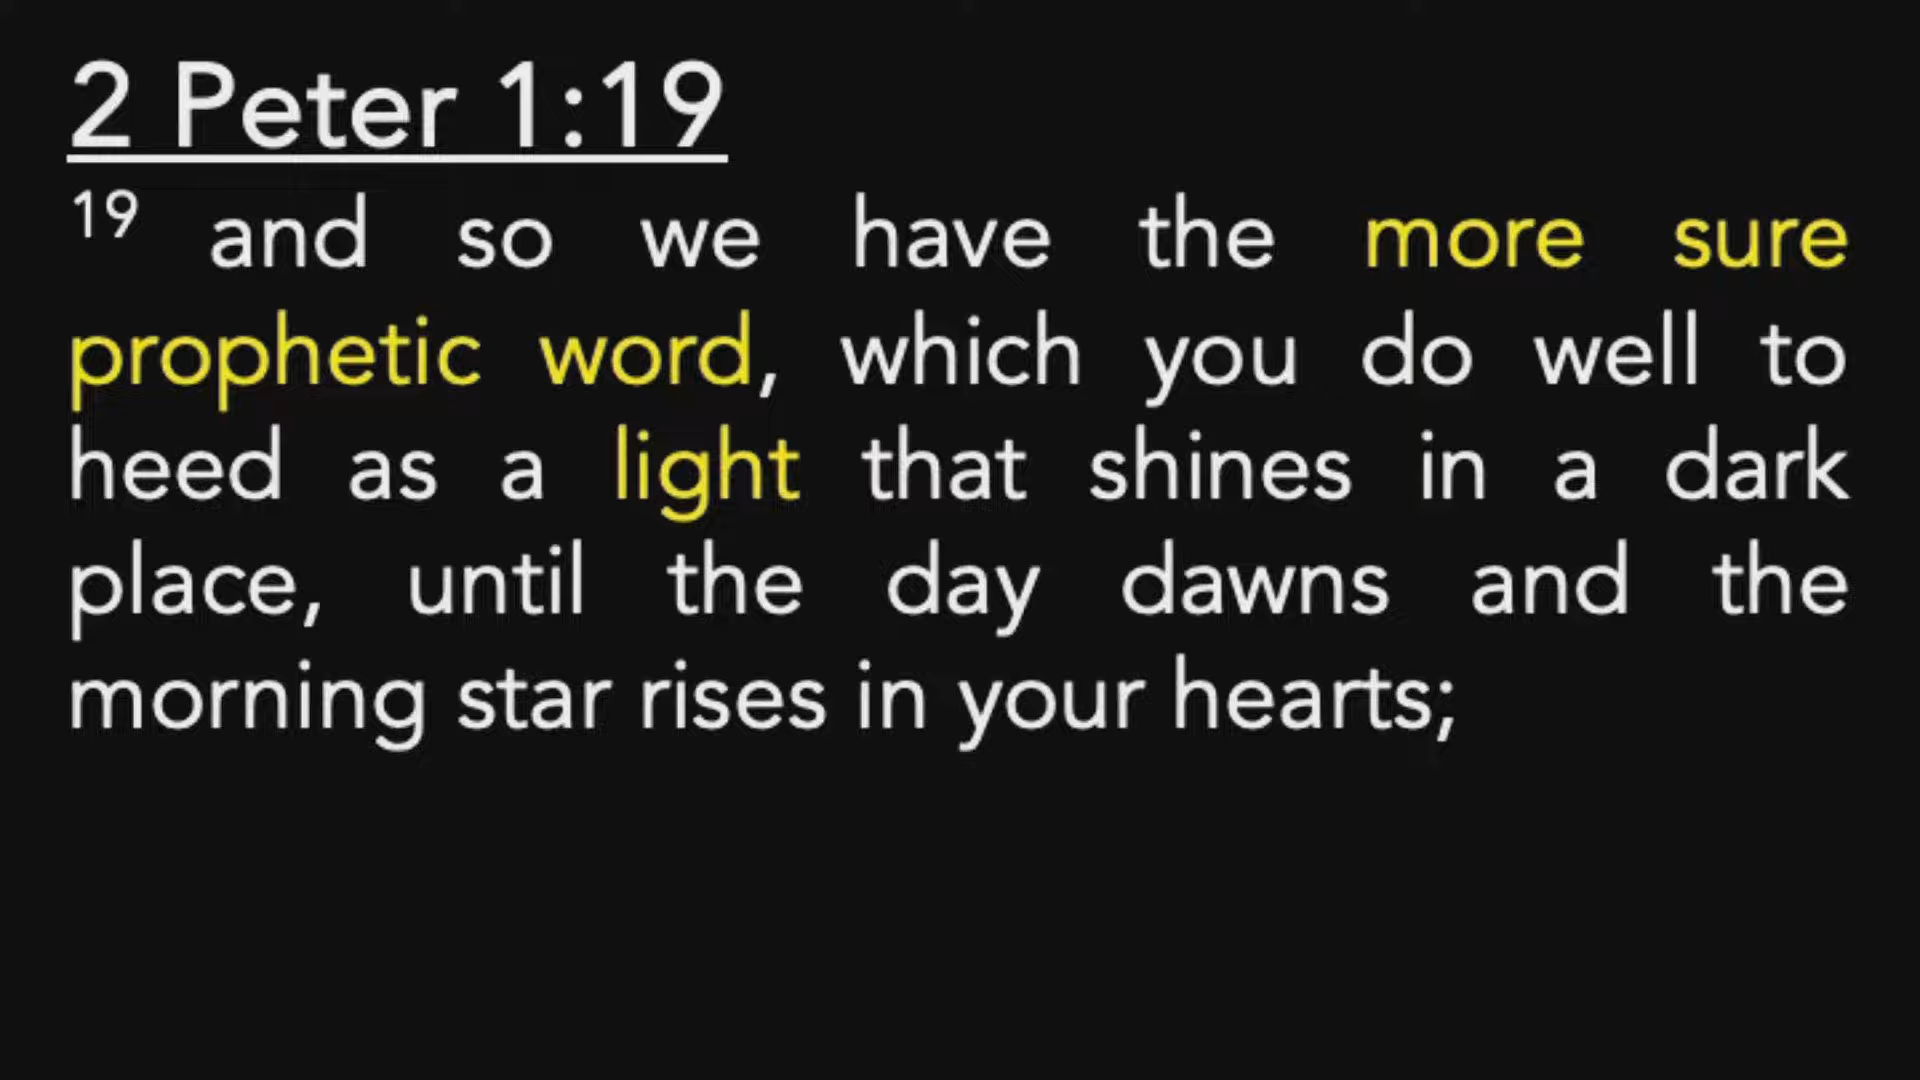 2 Peter 1:19
19 and so we have the more sure
prophetic word, which you do well to
heed as a light that shines in a dark
place, until the day dawns and the
morning star rises in your hearts;